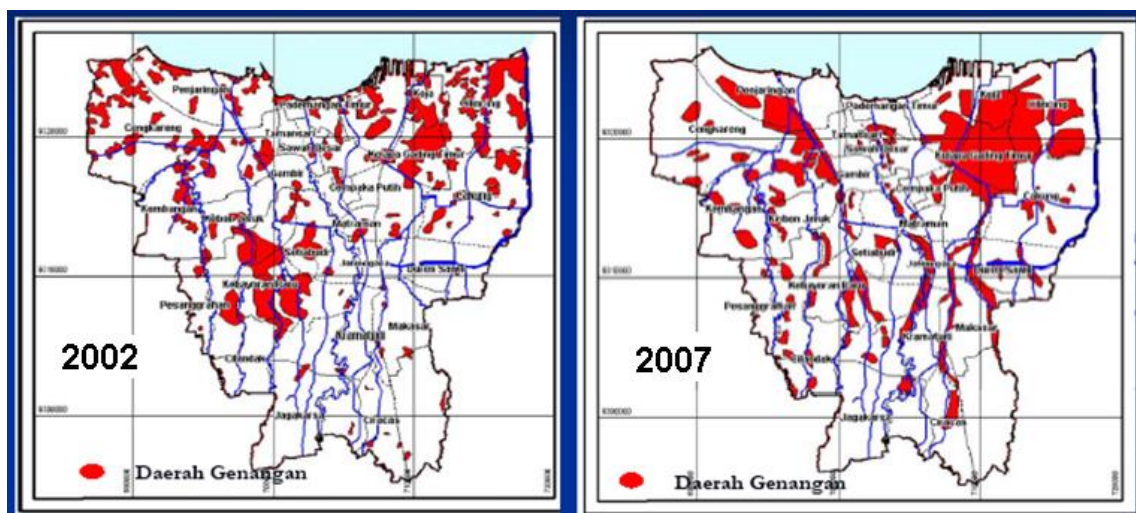 Penjaringan
Koja
Cilincing
Pademangan Timur
Cengkareng
Tamansari
Sawah Besar
Kelapa Gading Timur
Gambir
Cempaka Putih
Cakung
Kembangan
Kebon Jeruk
Matraman
Setiabudi
Jatinegara
Duren Sawit
Kebayoran Baru
Pesanggrahan
Makasar
Kramatjati
2002
Cilandak
Jagakarsa
Ciracas
Daerah Genangan
Penjaringan
Koja
Cilincing
Pademangan Timur
Cengkareng
Tamansari
Sawah Besar
Kelapa Gading Timur
Gambir
Cempaka Putih
Cakung
Kembangan
Kebon Jeruk
Matraman
Setiabudi
Jatinegara
Duren Sawit
Kebayoran Baru
Pesanggrahan
Makasar
Kramatjati
2007
Cilandak
Jagakarsa
Ciracas
Daerah Genangan